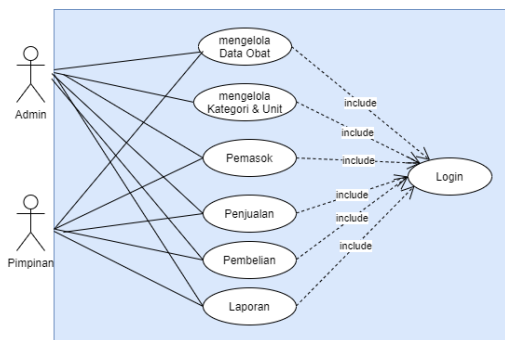 mengelola
Data Obat
include
mengelola
Kategori & Unit
include
Admin
Pemasok
include
Login
Penjualan
include
include
Pimpinan
Pembelian
include
Laporan